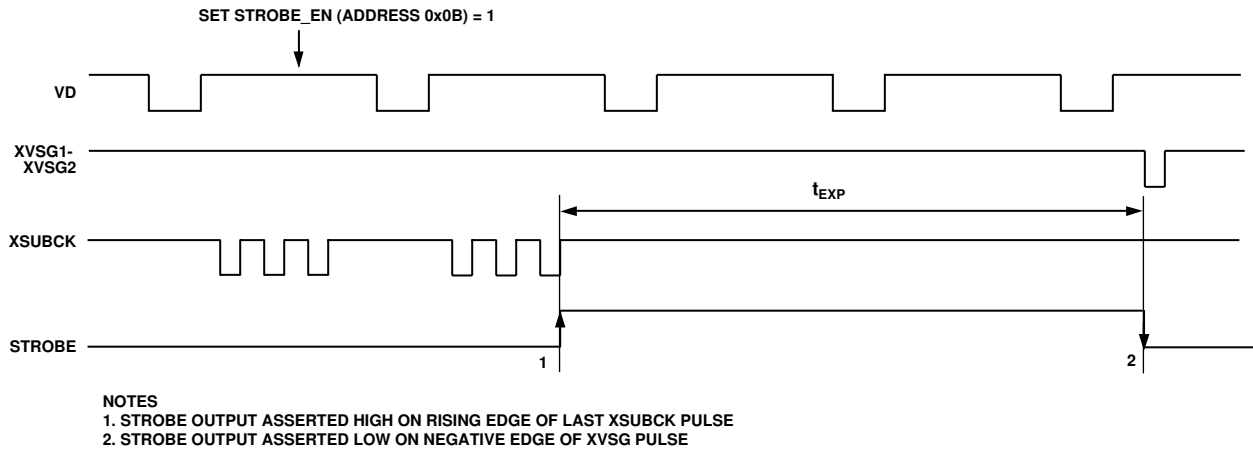 SET STROBE_EN (ADDRESS 0x0B) = 1
VD
XVSG1-
XVSG2
tEXP
XSUBCK
STROBE
1
2
NOTES
1. STROBE OUTPUT ASSERTED HIGH ON RISING EDGE OF LAST XSUBCK PULSE
2. STROBE OUTPUT ASSERTED LOW ON NEGATIVE EDGE OF XVSG PULSE